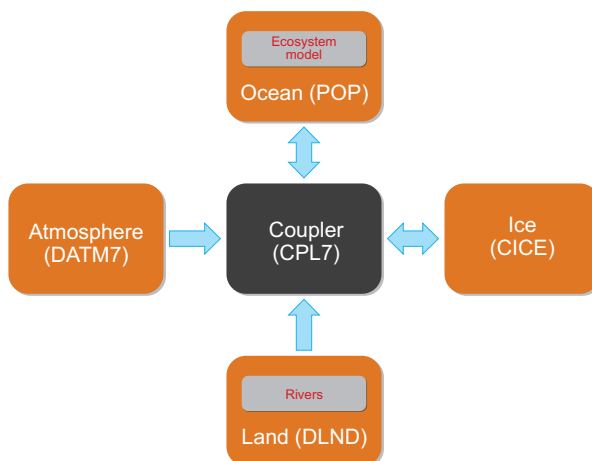 Ecosystem
model
Ocean (POP)
Atmosphere
(DATM7)
Coupler
(CPL7)
Ice
(CICE)
Rivers
Land (DLND)